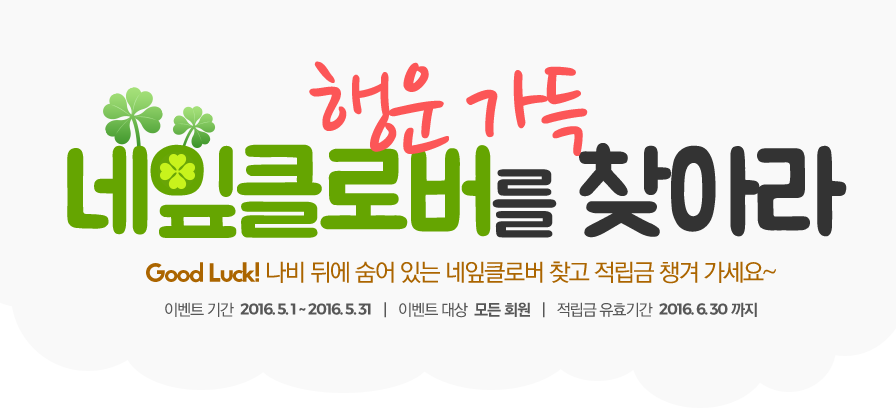 행운 가득
네잎클로버를 찾아라
Good Luck! 나비 뒤에 숨어 있는 네잎클로버 찾고 적립금 챙겨 가세요~
이벤트 기간 2016. 5. 1 ~ 2016. 5. 31 | 이벤트 대상 모든 회원 | 적립금 유효기간 2016. 6. 30 까지